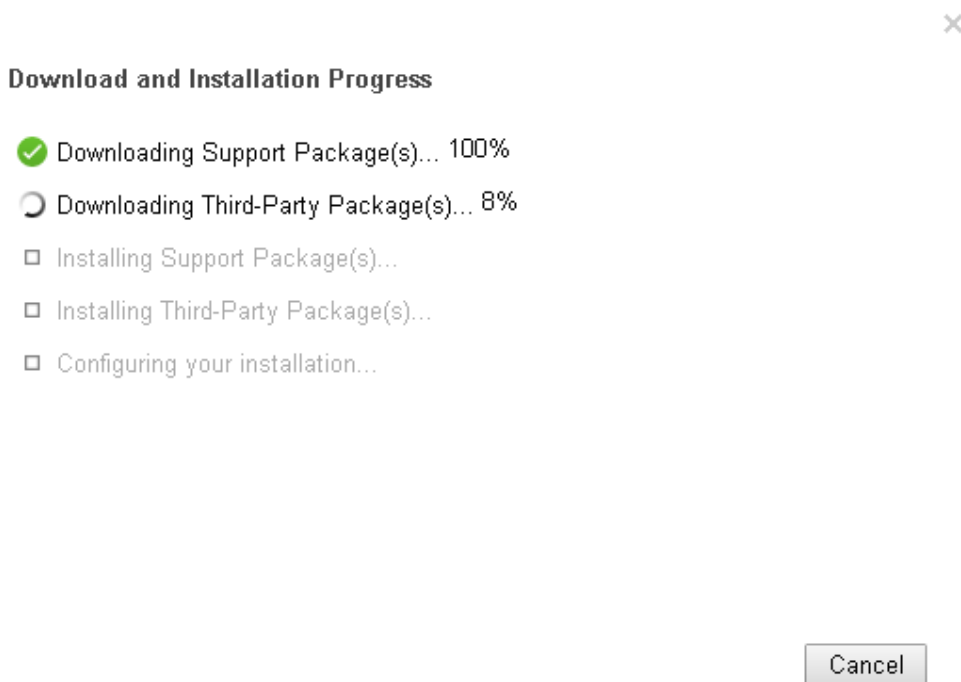 Download and Installation Progress
Downloading Support Package(s)... 100%
Downloading Third-Party Package(s)... 8%
Installing Support Package(s)...
Installing Third-Party Package(s)...
Configuring your installation...
Cancel